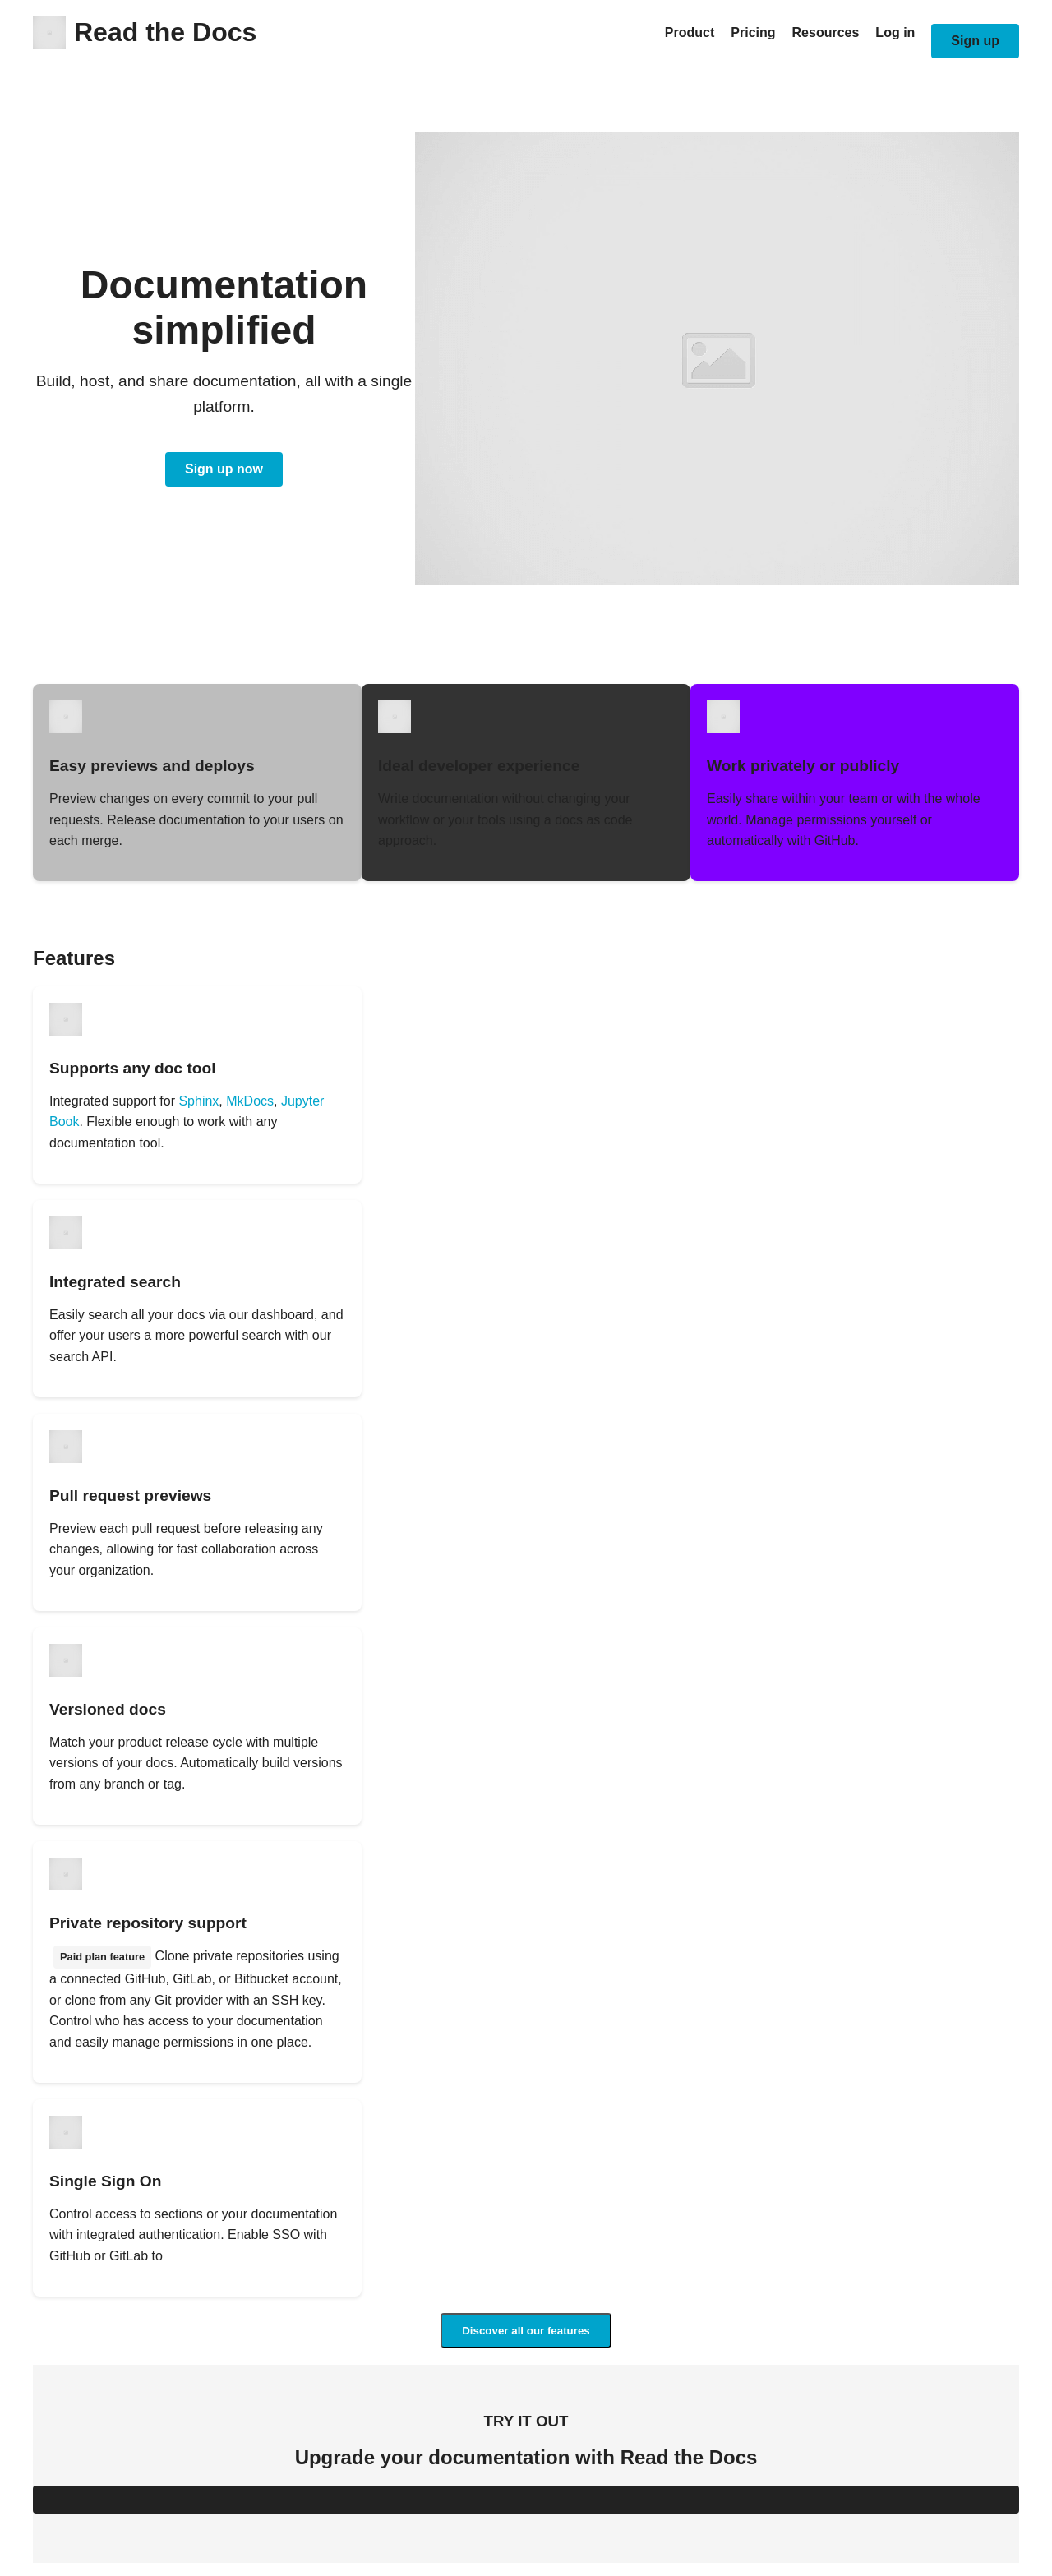 Read the Docs
Product Pricing Resources Log in Sign up
Documentation
simplified
Build, host, and share documentation, all with a single
platform.
Sign up now
Easy previews and deploys
Preview changes on every commit to your pull
requests. Release documentation to your users on
each merge.
Ideal developer experience
Write documentation without changing your
workflow or your tools using a docs as code
approach.
Work privately or publicly
Easily share within your team or with the whole
world. Manage permissions yourself or
automatically with GitHub.
Features
Supports any doc tool
Integrated support for Sphinx, MkDocs, Jupyter
Book. Flexible enough to work with any
documentation tool.
Integrated search
Easily search all your docs via our dashboard, and
offer your users a more powerful search with our
search API.
Pull request previews
Preview each pull request before releasing any
changes, allowing for fast collaboration across
your organization.
Versioned docs
Match your product release cycle with multiple
versions of your docs. Automatically build versions
from any branch or tag.
Private repository support
Paid plan feature Clone private repositories using
a connected GitHub, GitLab, or Bitbucket account,
or clone from any Git provider with an SSH key.
Control who has access to your documentation
and easily manage permissions in one place.
Single Sign On
Control access to sections or your documentation
with integrated authentication. Enable SSO with
GitHub or GitLab to
Discover all our features
TRY IT OUT
Upgrade your documentation with Read the Docs